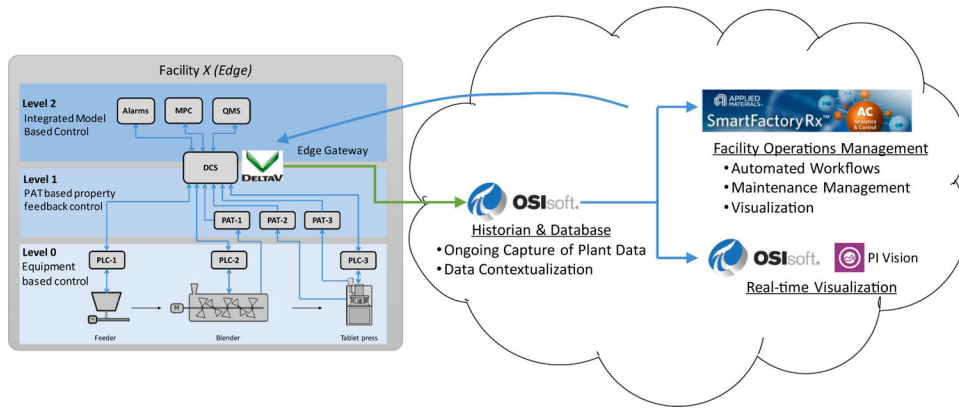 Facility X (Edge)
Level 2
Integrated Model
Based Control
Alarms
MPC
QMS
Edge Gateway
DCS
DELTAV
Level 1
PAT based property
feedback control
PAT-1
PAT-2
PAT-3
Level 0
Equipment
based control
PLC-1
PLC-2
PLC-3
M
Feeder
Blender
Tablet press
OSIsoft.
Historian & Database
•Ongoing Capture of Plant Data
•Data Contextualization
APPLIED
MATERIALS®
SmartFactory Rx™
AC
Analytics
& Control
Facility Operations Management
•Automated Workflows
•Maintenance Management
•Visualization
OSIsoft.
PI Vision
Real-time Visualization